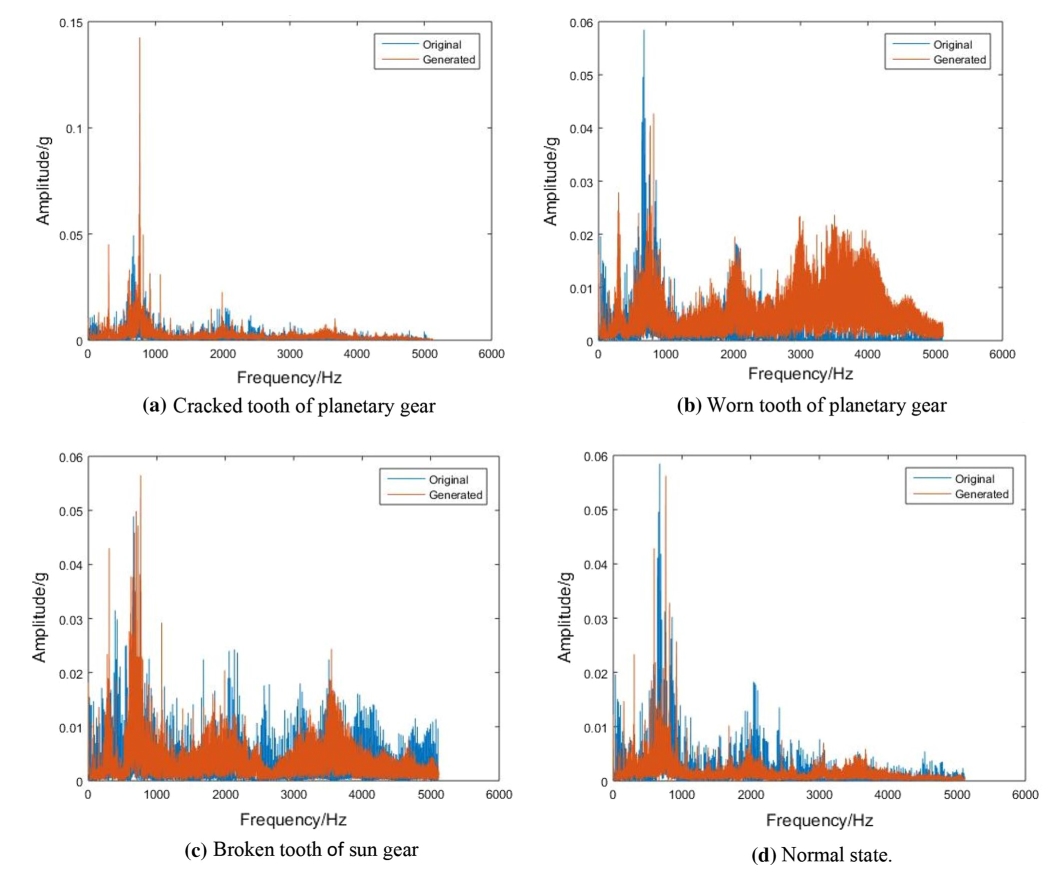 0.15
0.1
0.05
0
0 1000 2000 3000 4000 5000 6000
Amplitude/g
Frequency/Hz
Original
Generated
(a) Cracked tooth of planetary gear
0.06
0.05
0.04
0.03
0.02
0.01
0
0 1000 2000 3000 4000 5000 6000
Amplitude/g
Frequency/Hz
Original
Generated
(b) Worn tooth of planetary gear
0.06
0.05
0.04
0.03
0.02
0.01
0
0 1000 2000 3000 4000 5000 6000
Amplitude/g
Frequency/Hz
Original
Generated
(c) Broken tooth of sun gear
0.06
0.05
0.04
0.03
0.02
0.01
0
0 1000 2000 3000 4000 5000 6000
Amplitude/g
Frequency/Hz
Original
Generated
(d) Normal state.